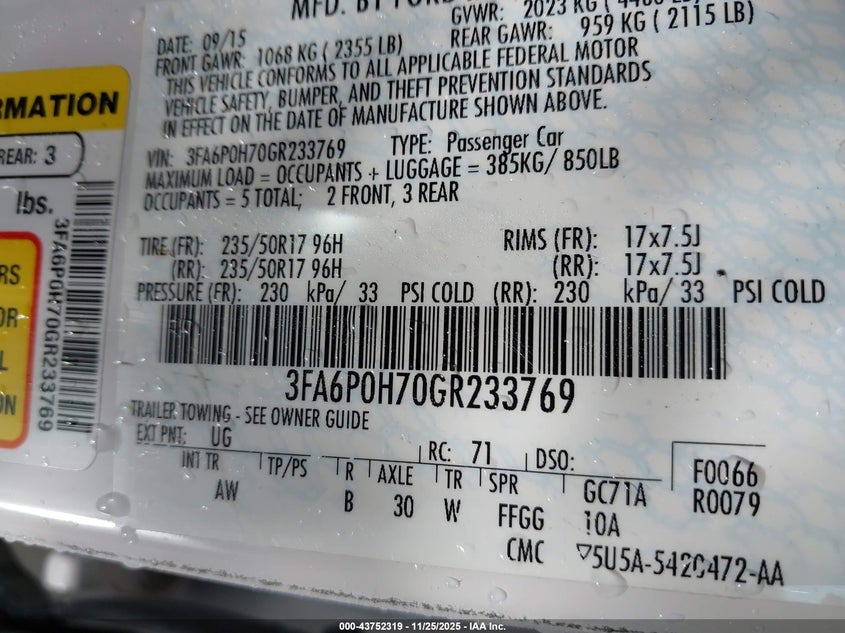 MFD. BY FORD
GVWR: 2023 KG
DATE: 09/15
REAR GAWR: 959 KG ( 2115 LB)
FRONT GAWR: 1068 KG ( 2355 LB)
THIS VEHICLE CONFORMS TO ALL APPLICABLE FEDERAL MOTOR
VEHICLE SAFETY, BUMPER, AND THEFT PREVENTION STANDARDS
IN EFFECT ON THE DATE OF MANUFACTURE SHOWN ABOVE.
VIN: 3FA6P0H70GR233769 TYPE: Passenger Car
MAXIMUM LOAD = OCCUPANTS + LUGGAGE = 385KG/ 850LB
OCCUPANTS = 5 TOTAL; 2 FRONT, 3 REAR
TIRE (FR): 235/50R17 96H RIMS (FR): 17x7.5J
(RR): 235/50R17 96H (RR): 17x7.5J
PRESSURE (FR): 230 kPa/ 33 PSI COLD (RR): 230 kPa/ 33 PSI COLD
3FA6P0H70GR233769
TRAILER TOWING - SEE OWNER GUIDE
EXT PNT: UG RC: 71 DSO:
INT TR TP/PS R AXLE TR SPR
AW B 30 W FFGG
GC71A
10A
F0066
R0079
CMC ▽5U5A-5420472-AA
RMATION
REAR: 3
lbs.
3FA6P0H70GR233769
RS
OR
L
ON
000-43752319 - 11/25/2025 - IAA Inc.